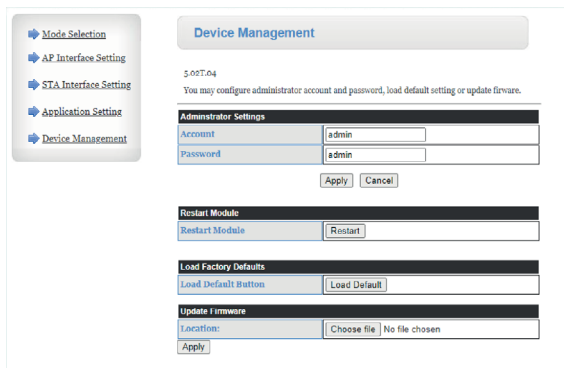 Mode Selection
AP Interface Setting
STA Interface Setting
Application Setting
Device Management
Device Management
5.02T.04
You may configure administrator account and password, load default setting or update firware.
Adminstrator Settings
Account admin
Password admin
Apply Cancel
Restart Module
Restart Module Restart
Load Factory Defaults
Load Default Button Load Default
Update Firmware
Location: Choose file No file chosen
Apply